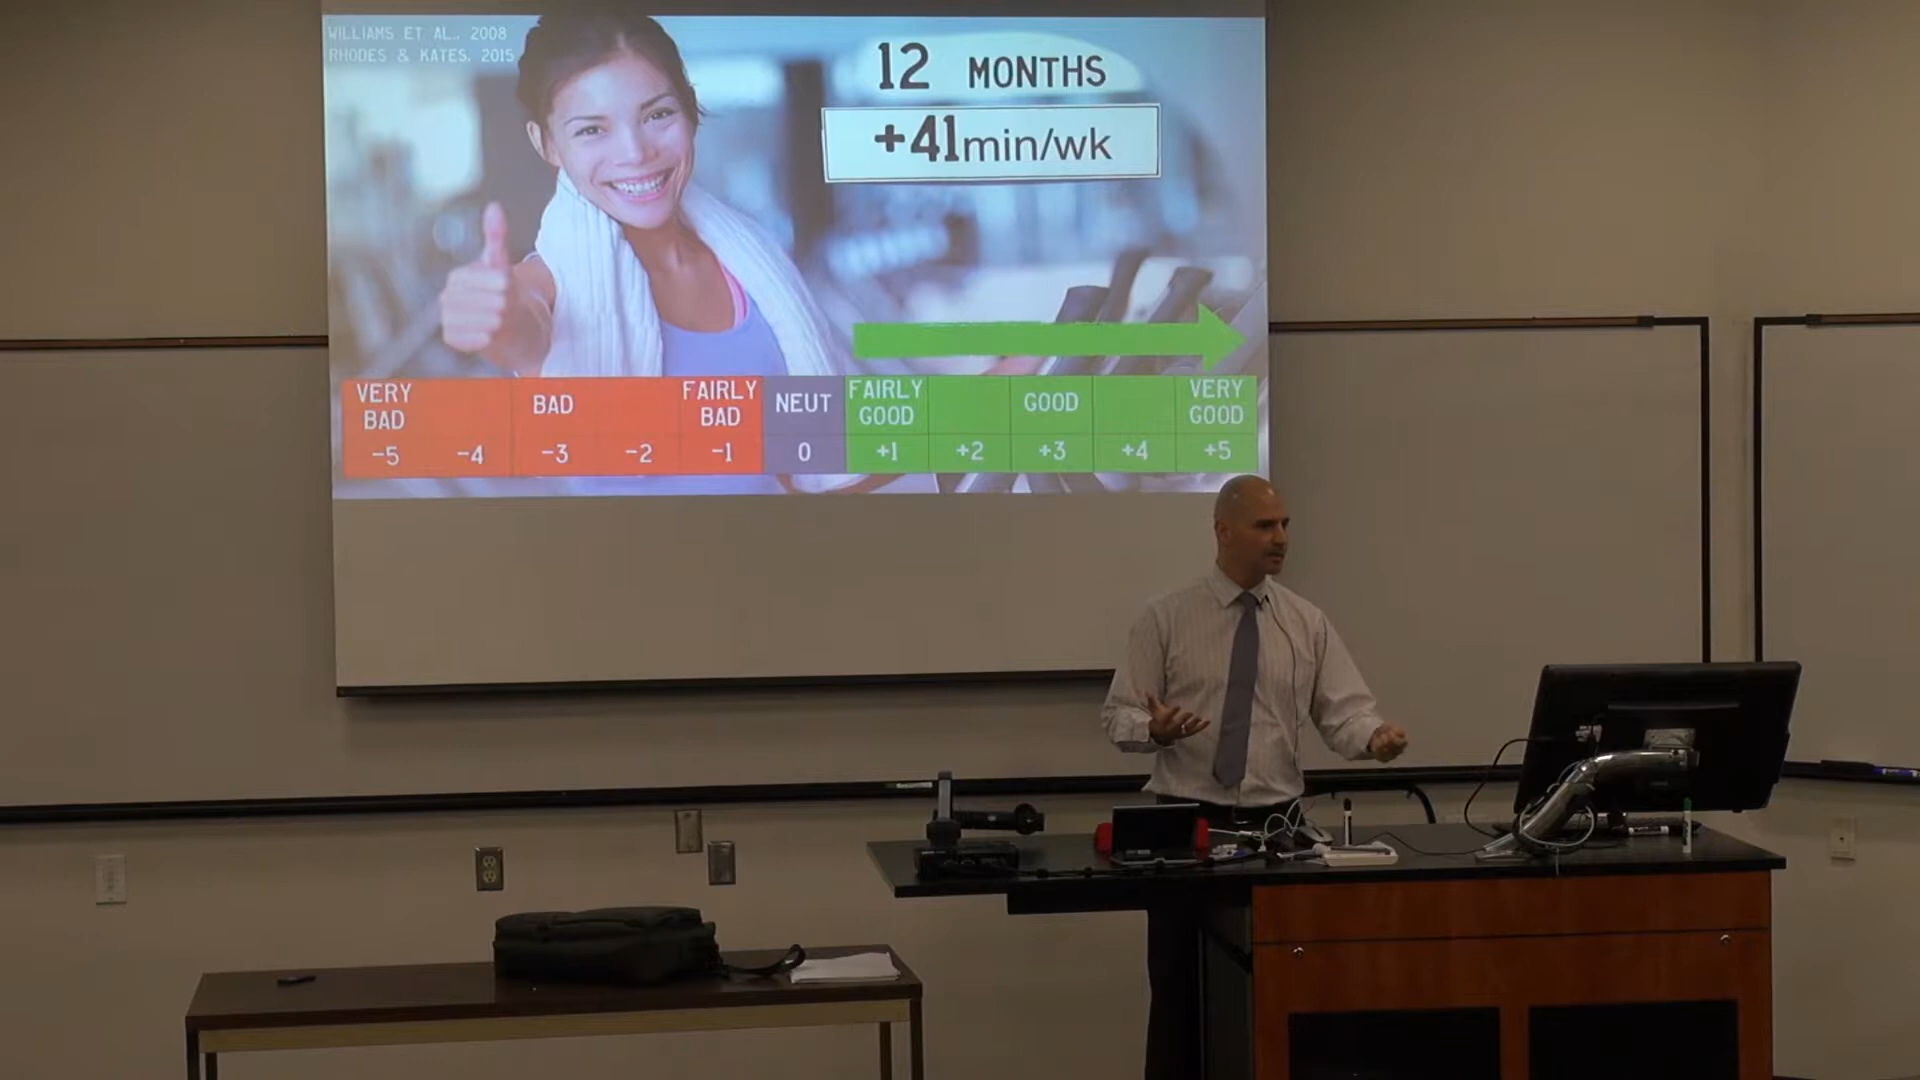 WILLIAMS ET AL., 2008
RHODES & KATES, 2015
12 MONTHS
+41min/wk
VERY BAD
BAD
FAIRLY BAD
NEUT
FAIRLY GOOD
GOOD
VERY GOOD
-5 -4 -3 -2 -1 0 +1 +2 +3 +4 +5